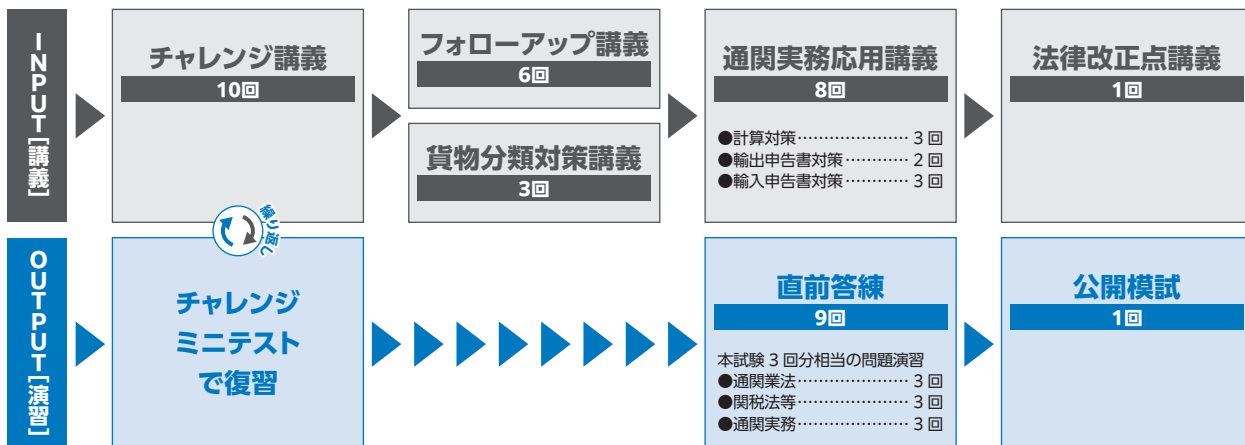 INPUT[講義]
チャレンジ講義
10回
フォローアップ講義
6回
貨物分類対策講義
3回
通関実務応用講義
8回
●計算対策…………………3回
●輸出申告書対策…………2回
●輸入申告書対策…………3回
法律改正点講義
1回
繰り返し
OUTPUT[演習]
チャレンジ
ミニテスト
で復習
直前答練
9回
本試験3回分相当の問題演習
●通関業法…………………3回
●関税法等…………………3回
●通関実務…………………3回
公開模試
1回